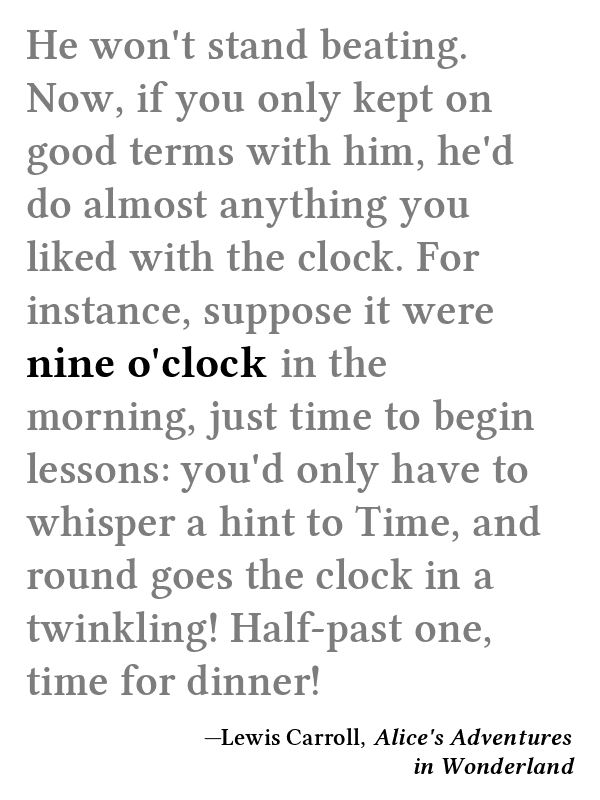 He won't stand beating.
Now, if you only kept on
good terms with him, he'd
do almost anything you
liked with the clock. For
instance, suppose it were
nine o'clock in the
morning, just time to begin
lessons: you'd only have to
whisper a hint to Time, and
round goes the clock in a
twinkling! Half-past one,
time for dinner!
—Lewis Carroll, Alice's Adventures
in Wonderland